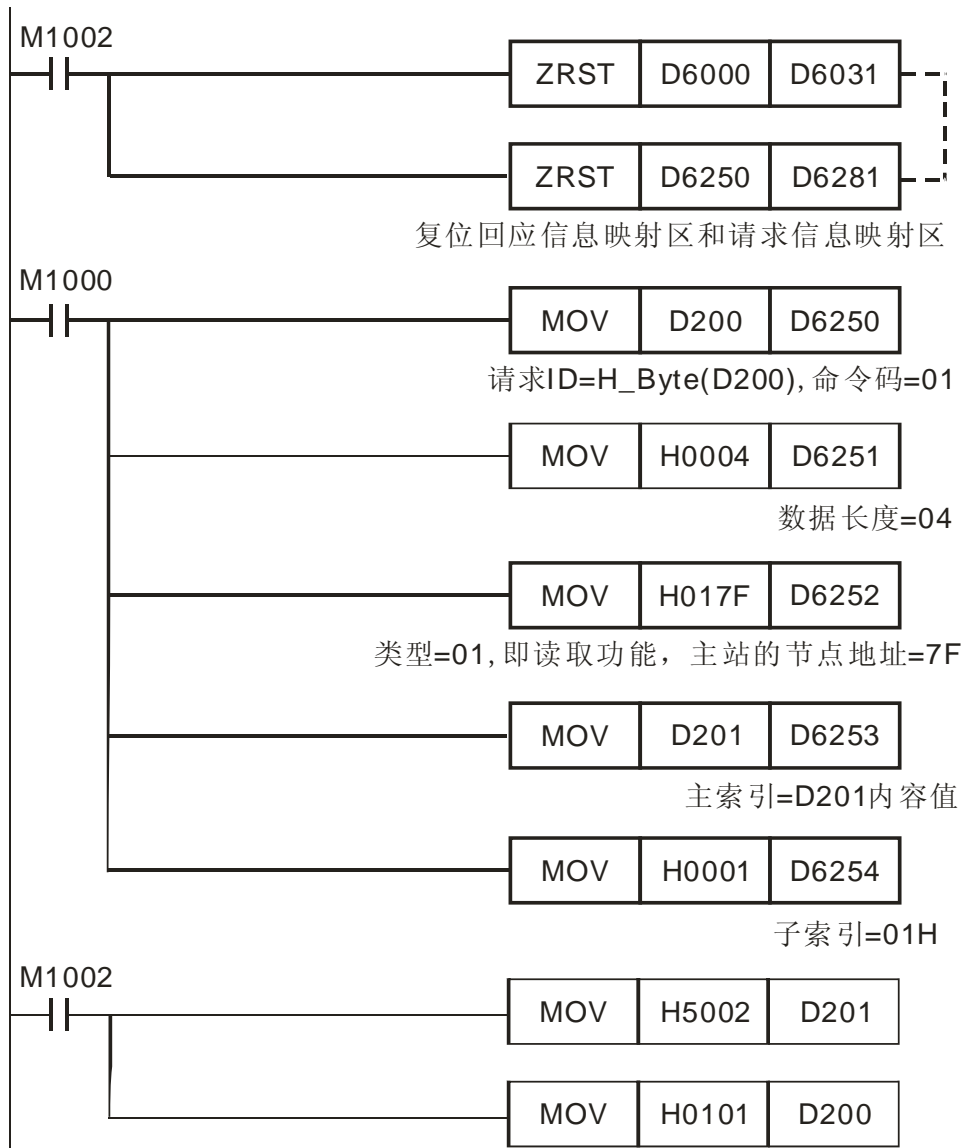 M1002
ZRST D6000 D6031
ZRST D6250 D6281
复位回应信息映射区和请求信息映射区
M1000
MOV D200 D6250
请求ID=H_Byte(D200),命令码=01
MOV H0004 D6251
数据长度=04
MOV H017F D6252
类型=01,即读取功能，主站的节点地址=7F
MOV D201 D6253
主索引=D201内容值
MOV H0001 D6254
子索引=01H
M1002
MOV H5002 D201
MOV H0101 D200